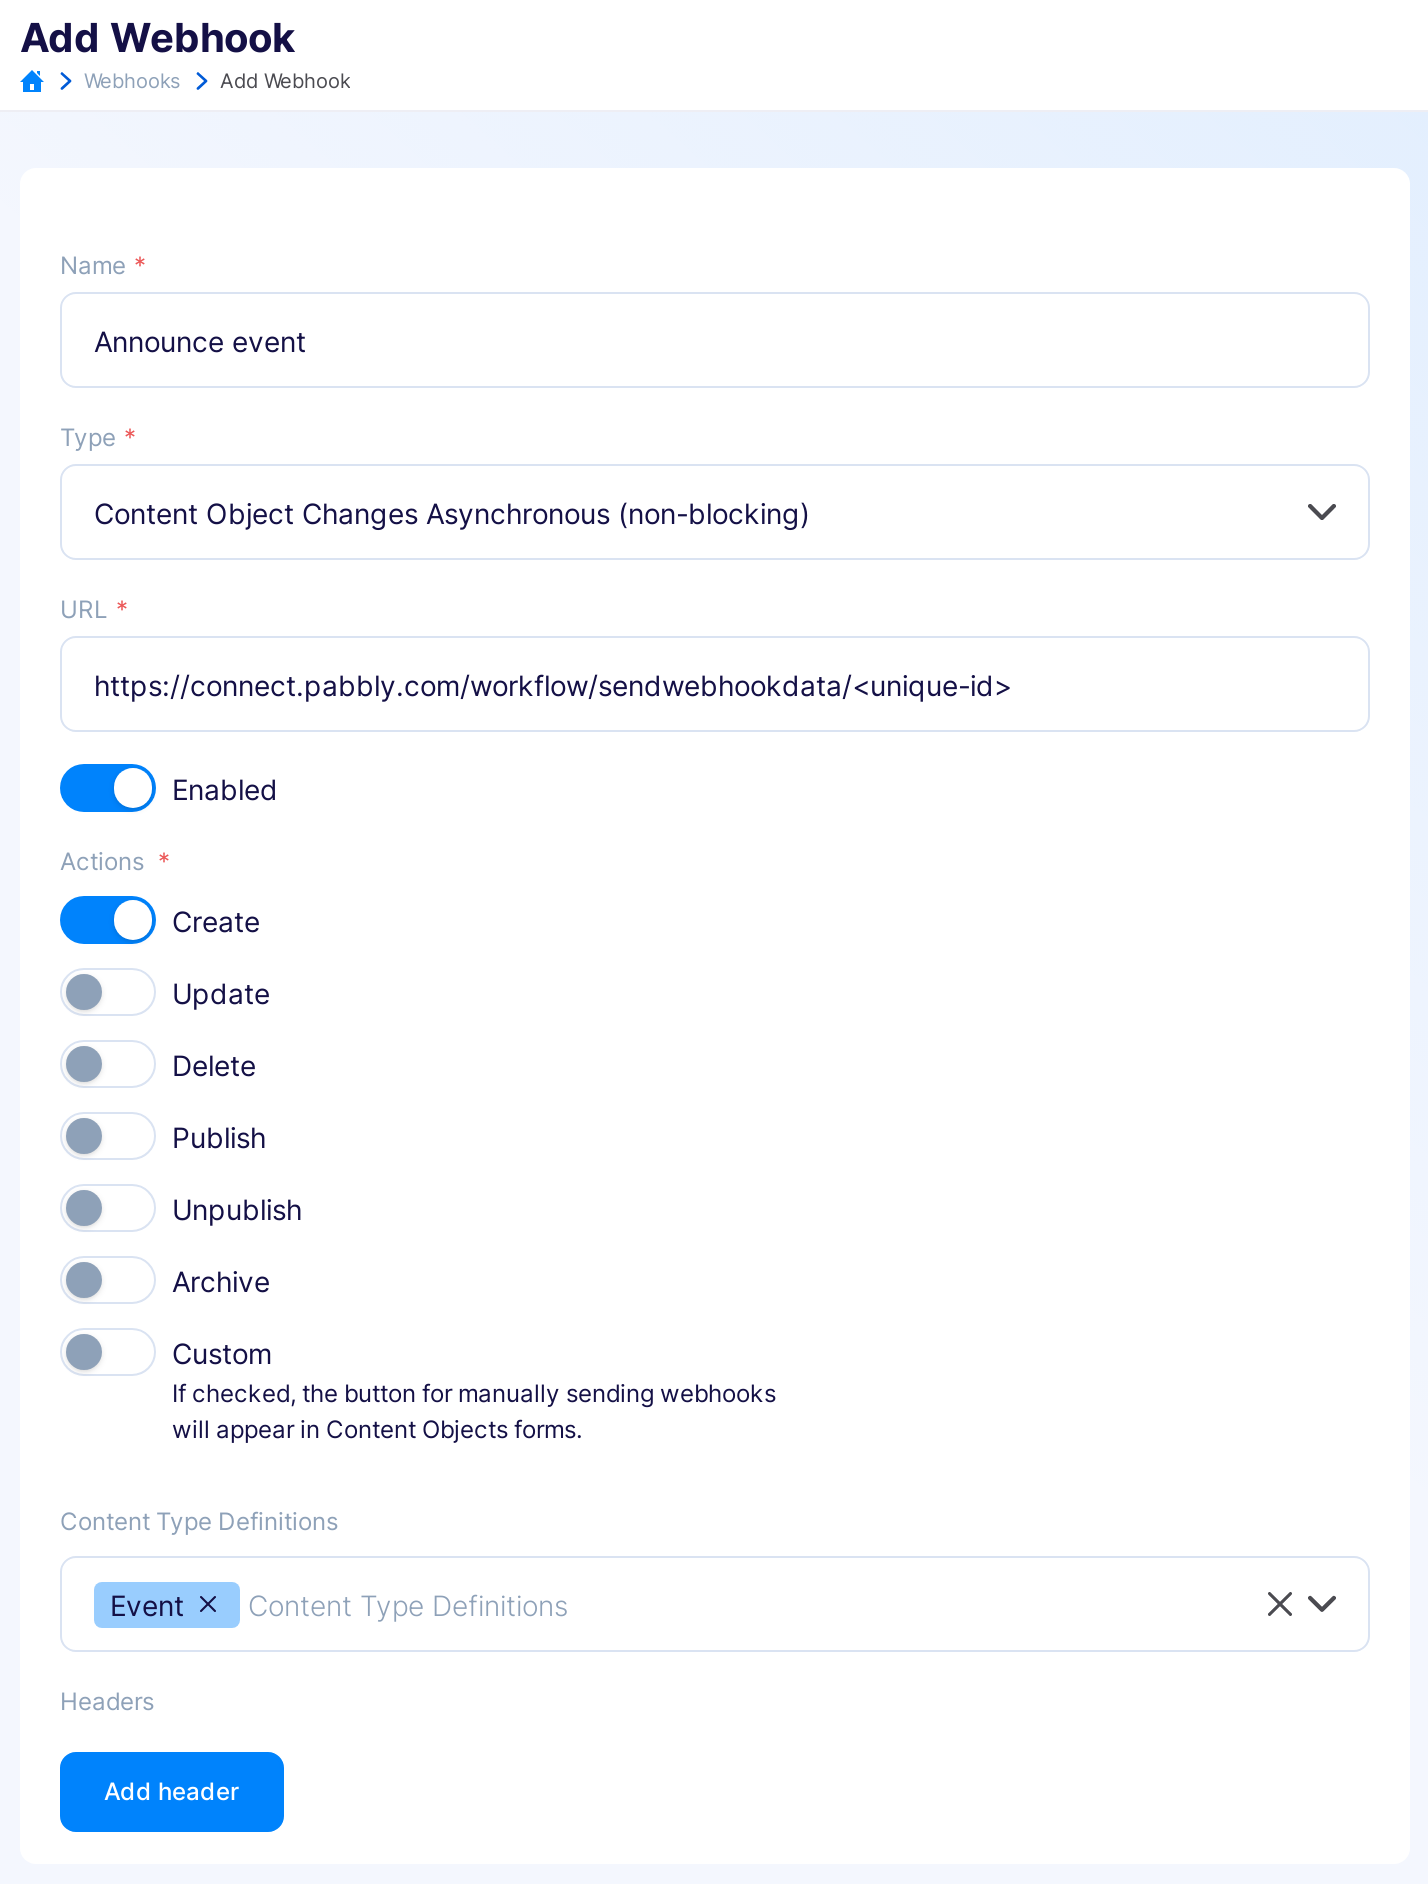 Add Webhook
Webhooks Add Webhook
Name *
Announce event
Type *
Content Object Changes Asynchronous (non-blocking)
URL *
https://connect.pabbly.com/workflow/sendwebhookdata/<unique-id>
Enabled
Actions *
Create
Update
Delete
Publish
Unpublish
Archive
Custom
If checked, the button for manually sending webhooks
will appear in Content Objects forms.
Content Type Definitions
Event Content Type Definitions
Headers
Add header